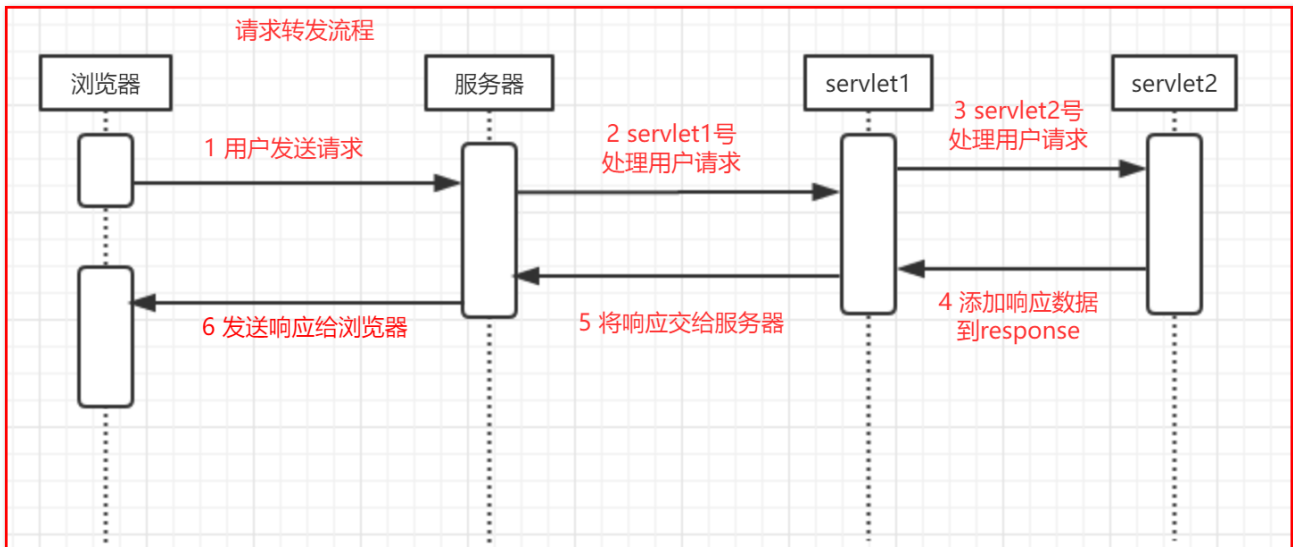 请求转发流程
浏览器
服务器
servlet1
servlet2
1 用户发送请求
2 servlet1号
处理用户请求
3 servlet2号
处理用户请求
4 添加响应数据
到response
5 将响应交给服务器
6 发送响应给浏览器